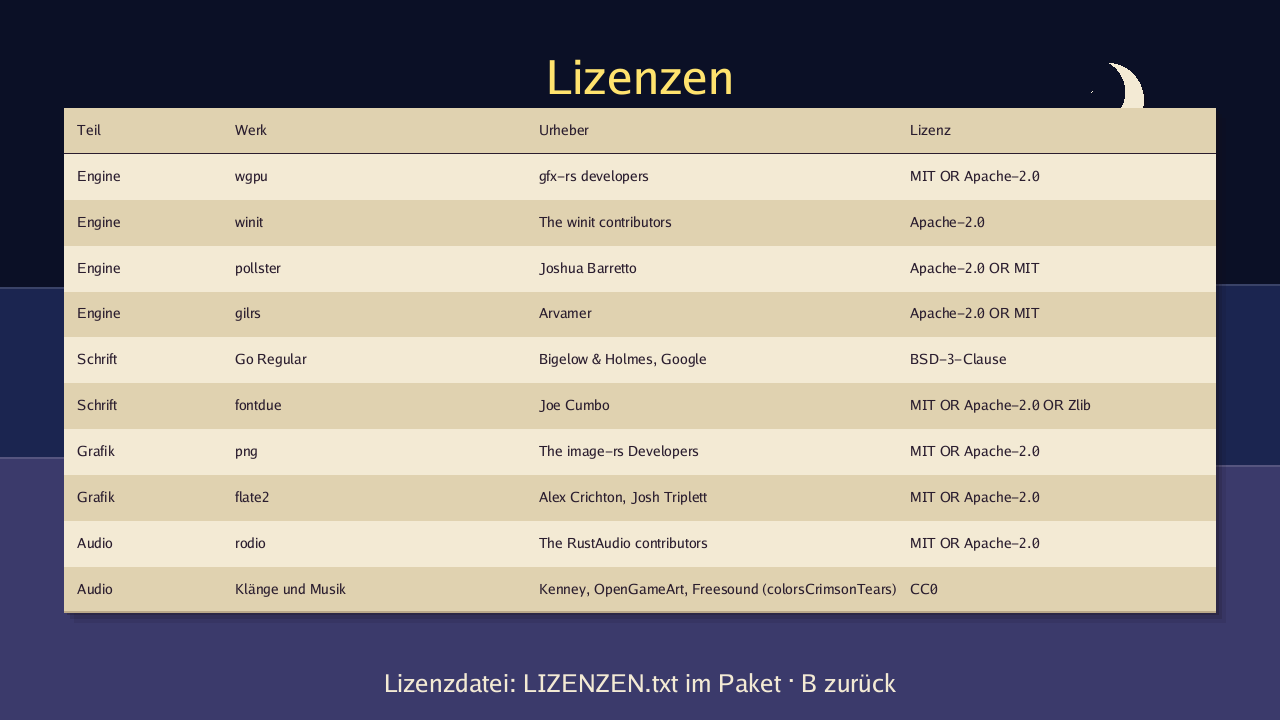 Lizenzen
Teil Werk Urheber Lizenz
Engine wgpu gfx-rs developers MIT OR Apache-2.0
Engine winit The winit contributors Apache-2.0
Engine pollster Joshua Barretto Apache-2.0 OR MIT
Engine gilrs Arvamer Apache-2.0 OR MIT
Schrift Go Regular Bigelow & Holmes, Google BSD-3-Clause
Schrift fontdue Joe Cumbo MIT OR Apache-2.0 OR Zlib
Grafik png The image-rs Developers MIT OR Apache-2.0
Grafik flate2 Alex Crichton, Josh Triplett MIT OR Apache-2.0
Audio rodio The RustAudio contributors MIT OR Apache-2.0
Audio Klänge und Musik Kenney, OpenGameArt, Freesound (colorsCrimsonTears) CC0
Lizenzdatei: LIZENZEN.txt im Paket · B zurück